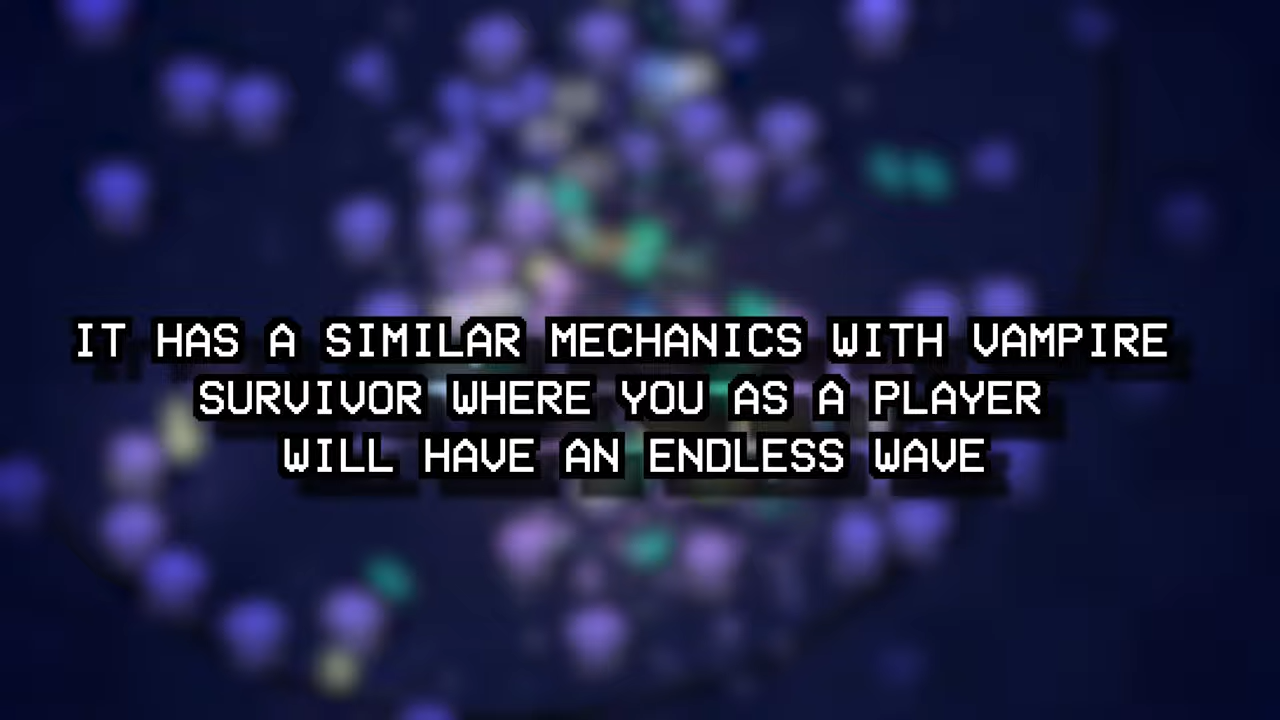 IT HAS A SIMILAR MECHANICS WITH VAMPIRE
SURVIVOR WHERE YOU AS A PLAYER
WILL HAVE AN ENDLESS WAVE